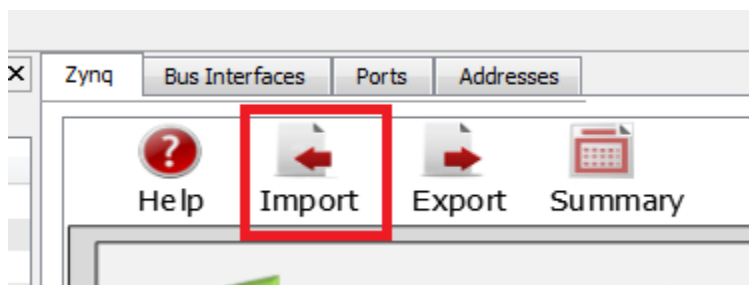 Zynq Bus Interfaces Ports Addresses
Help Import Export Summary